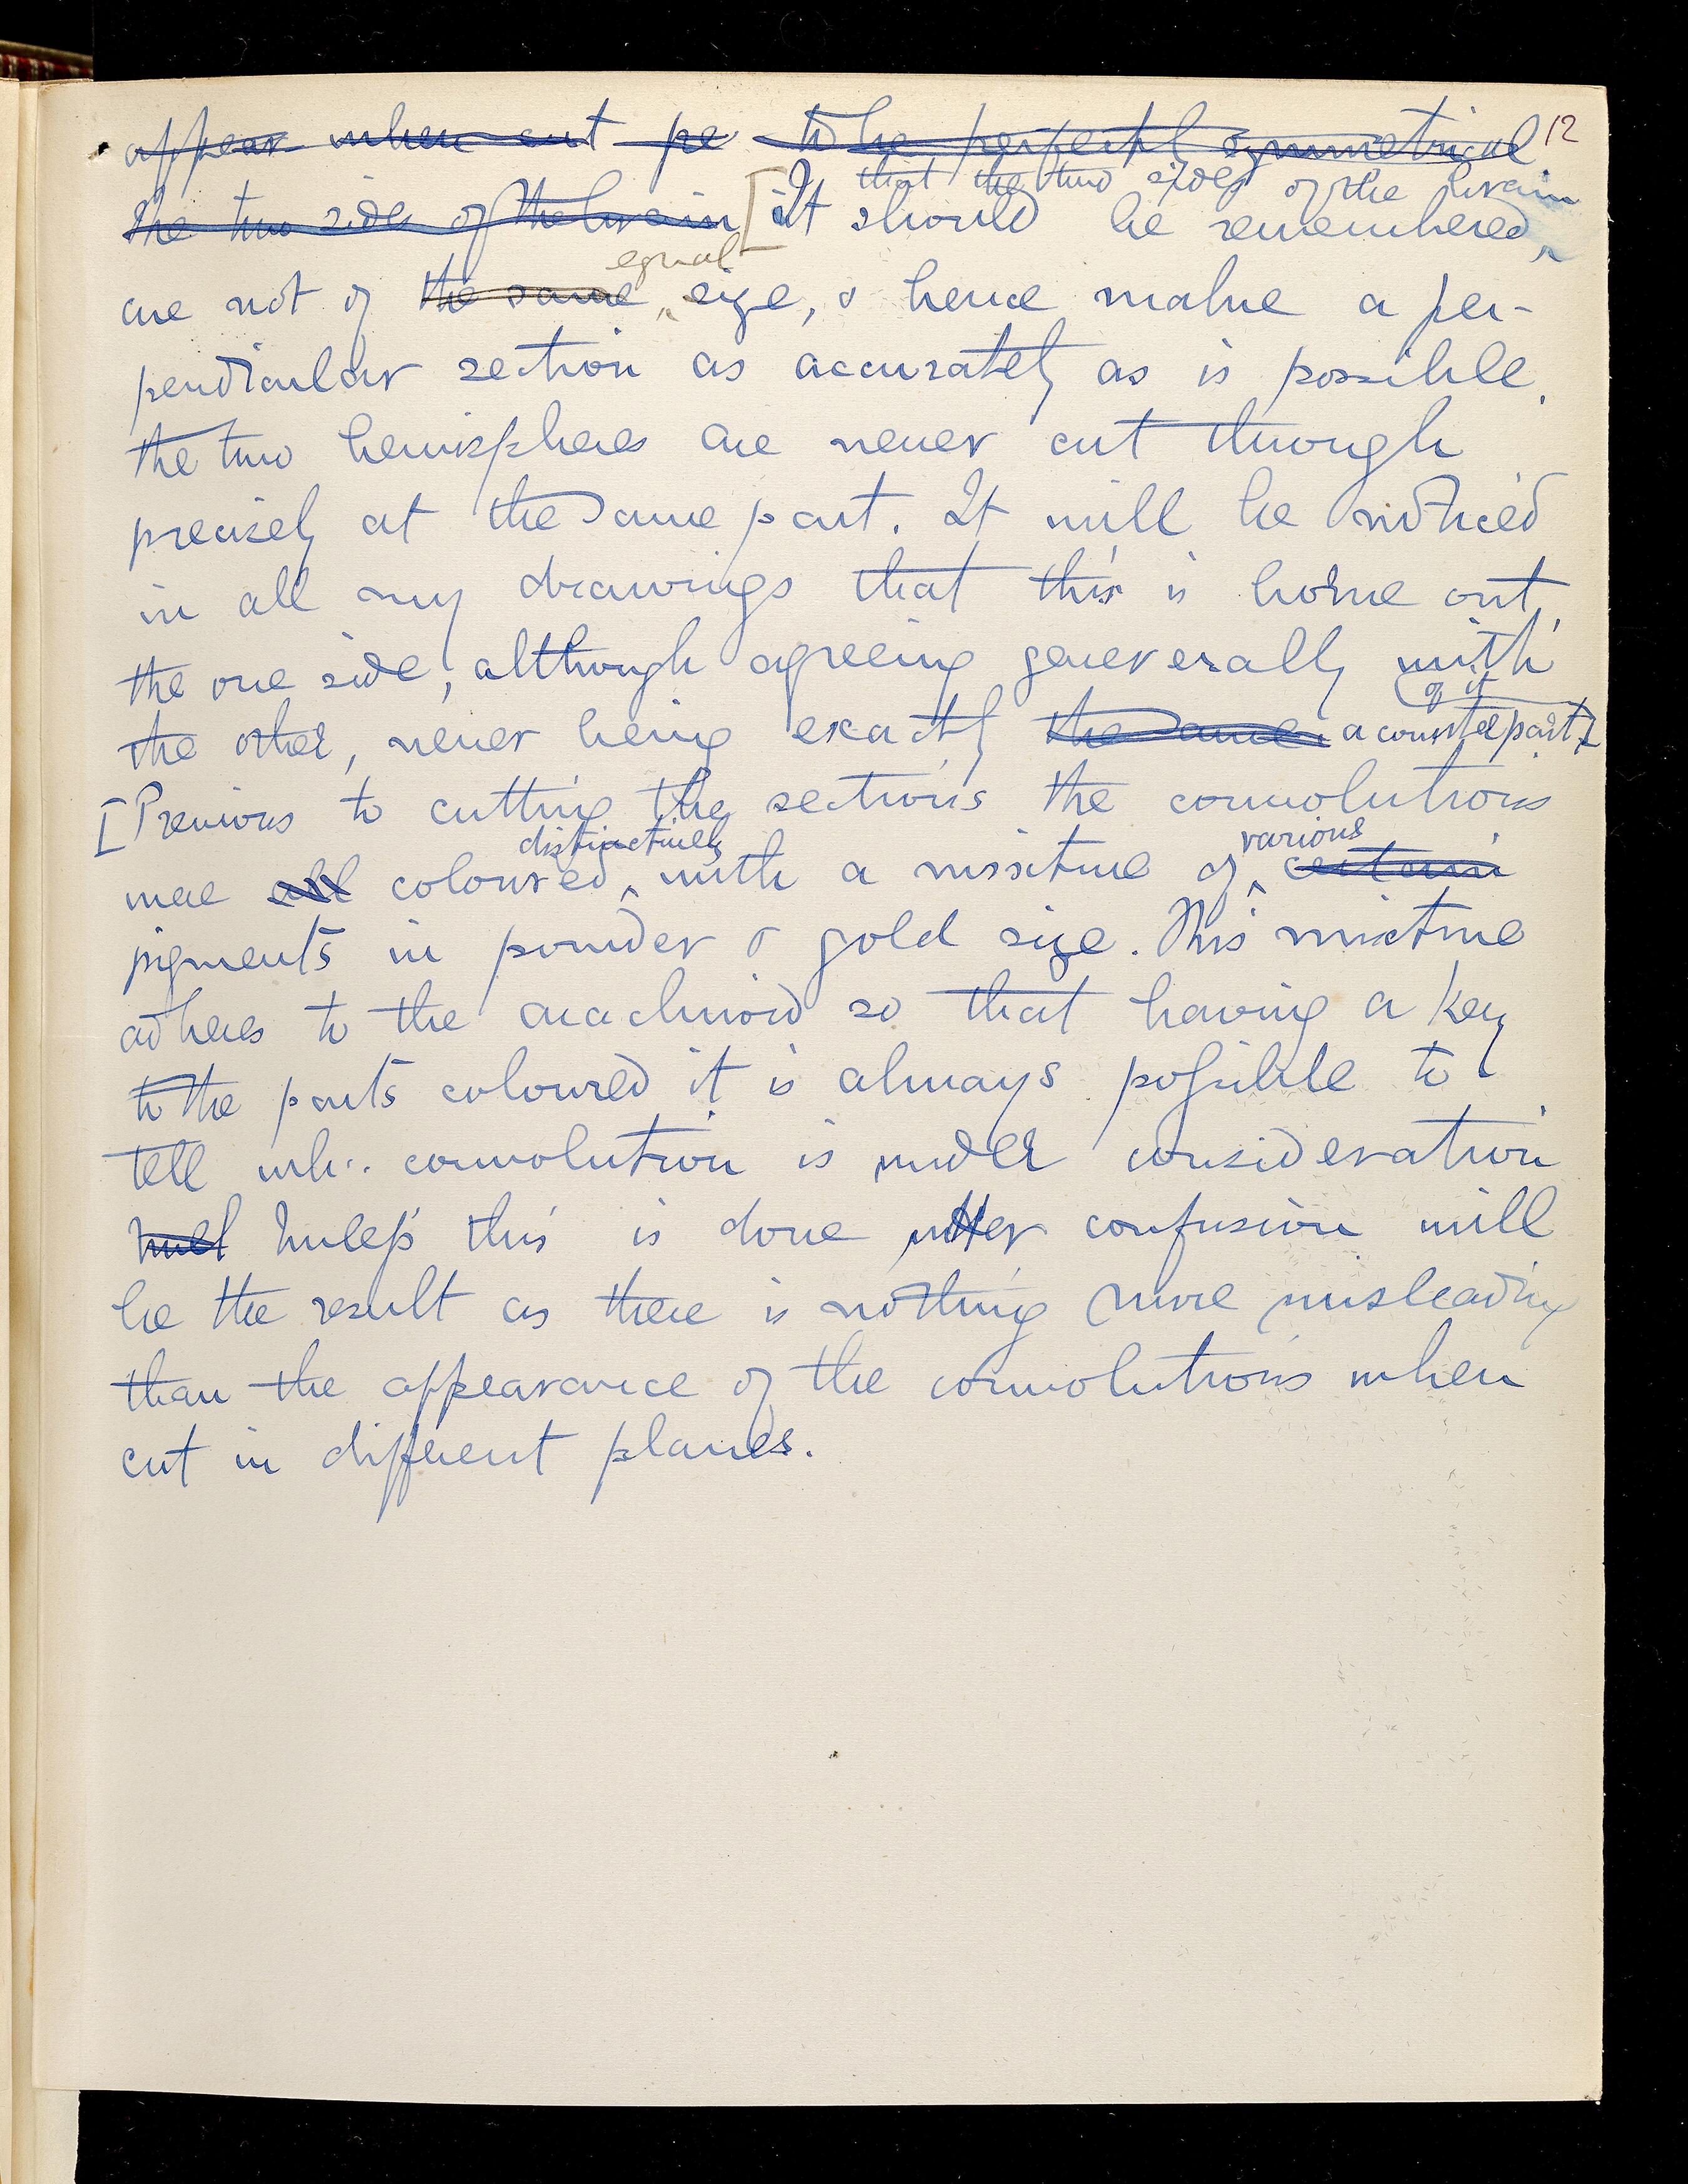 appear when cut pe to be perfectly symmetrical 12
the two sides of the brain [It should be remembered
that the two sides of the brain
are not of the same size, & hence make a per-
equal
pendicular section as accurately as is possible.
the two hemispheres are never cut through
precisely at the same part. It will be noticed
in all my drawings that this is borne out,
the one side, although agreeing generally with
the other, never being exactly the same a counterpart]
of it
[Previous to cutting the sections the convolutions
distinctively various
were all coloured, with a mixture of certain
pigments in powder & gold size. This mixture
adheres to the arachnoid so that having a key
to the parts coloured it is always possible to
tell wh.. convolution is under consideration
Unless this is done utter confusion will
be the result as there is nothing more misleading
than the appearance of the convolutions when
cut in different planes.